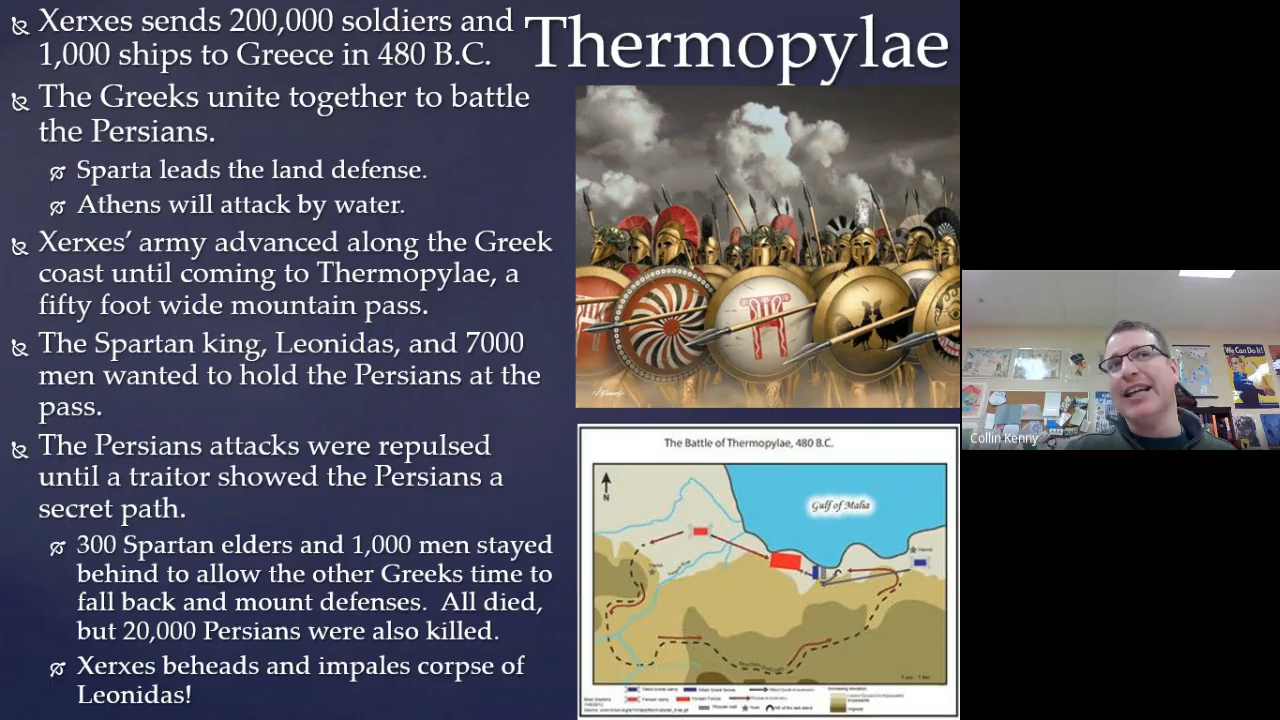 Thermopylae
Xerxes sends 200,000 soldiers and
1,000 ships to Greece in 480 B.C.
The Greeks unite together to battle
the Persians.
Sparta leads the land defense.
Athens will attack by water.
Xerxes’ army advanced along the Greek
coast until coming to Thermopylae, a
fifty foot wide mountain pass.
The Spartan king, Leonidas, and 7000
men wanted to hold the Persians at the
pass.
The Persians attacks were repulsed
until a traitor showed the Persians a
secret path.
300 Spartan elders and 1,000 men stayed
behind to allow the other Greeks time to
fall back and mount defenses. All died,
but 20,000 Persians were also killed.
Xerxes beheads and impales corpse of
Leonidas!
The Battle of Thermopylae, 480 B.C.
N
Gulf of Malia
We Can Do It!
Collin Kenny